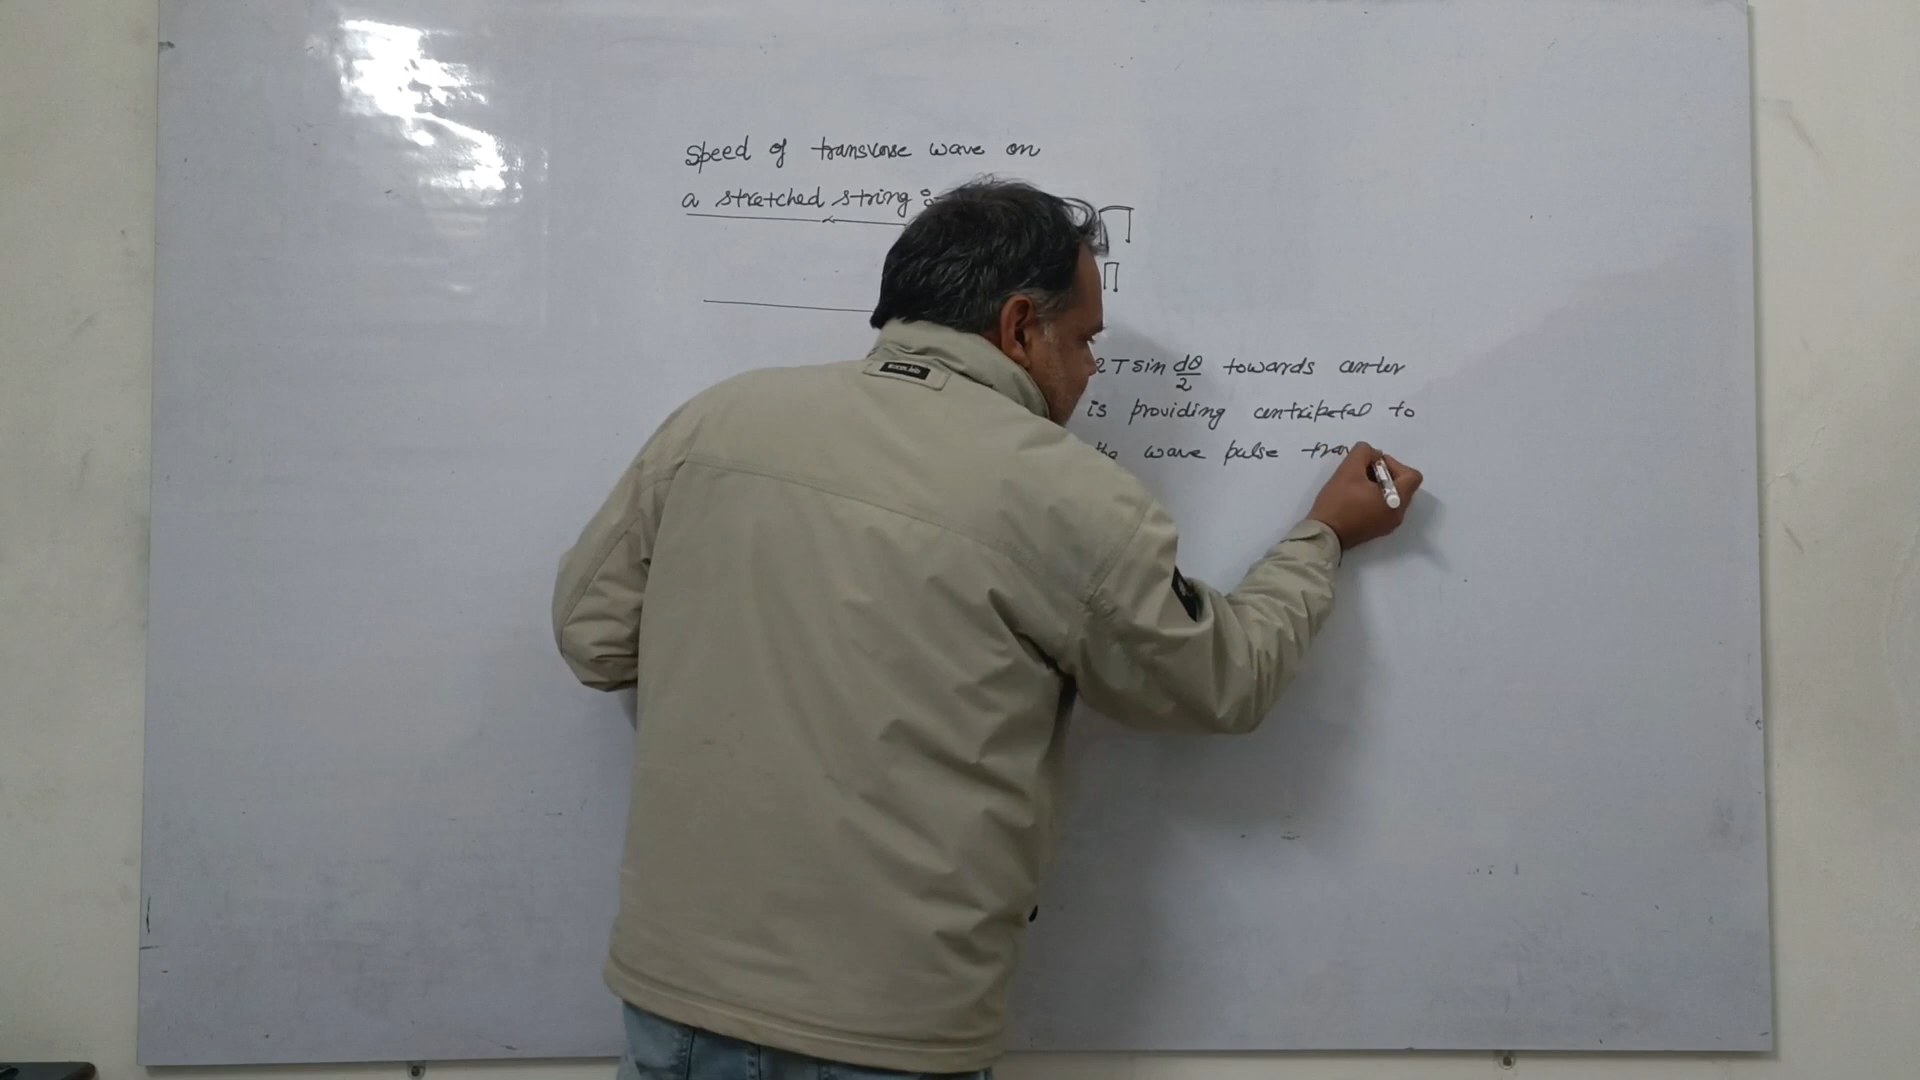 Speed of transverse wave on
a stretched string :
2T sin dθ/2 towards center
is providing centripetal to
the wave pulse